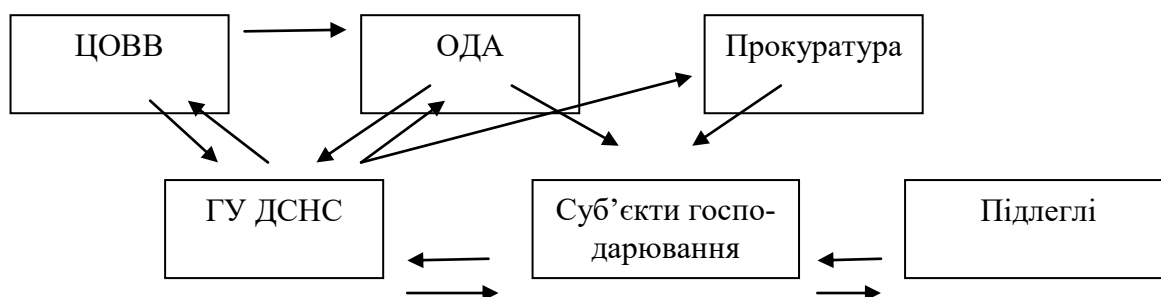 ЦОВВ
ОДА
Прокуратура
ГУ ДСНС
Суб’єкти госпо-
дарювання
Підлеглі